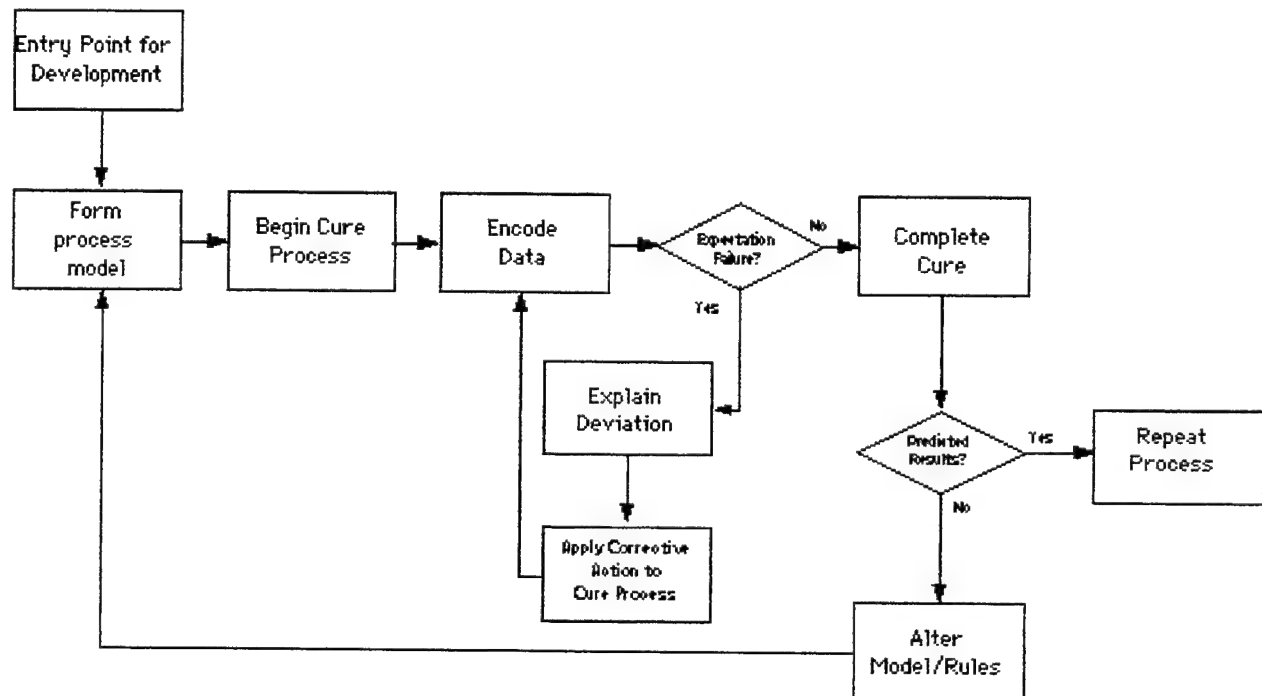 Entry Point for
Development
Form
process
model
Begin Cure
Process
Encode
Data
Expectation
Failure?
No
Complete
Cure
Yes
Explain
Deviation
Predicted
Results?
Yes
Repeat
Process
No
Apply Corrective
Action to
Cure Process
Alter
Model/Rules